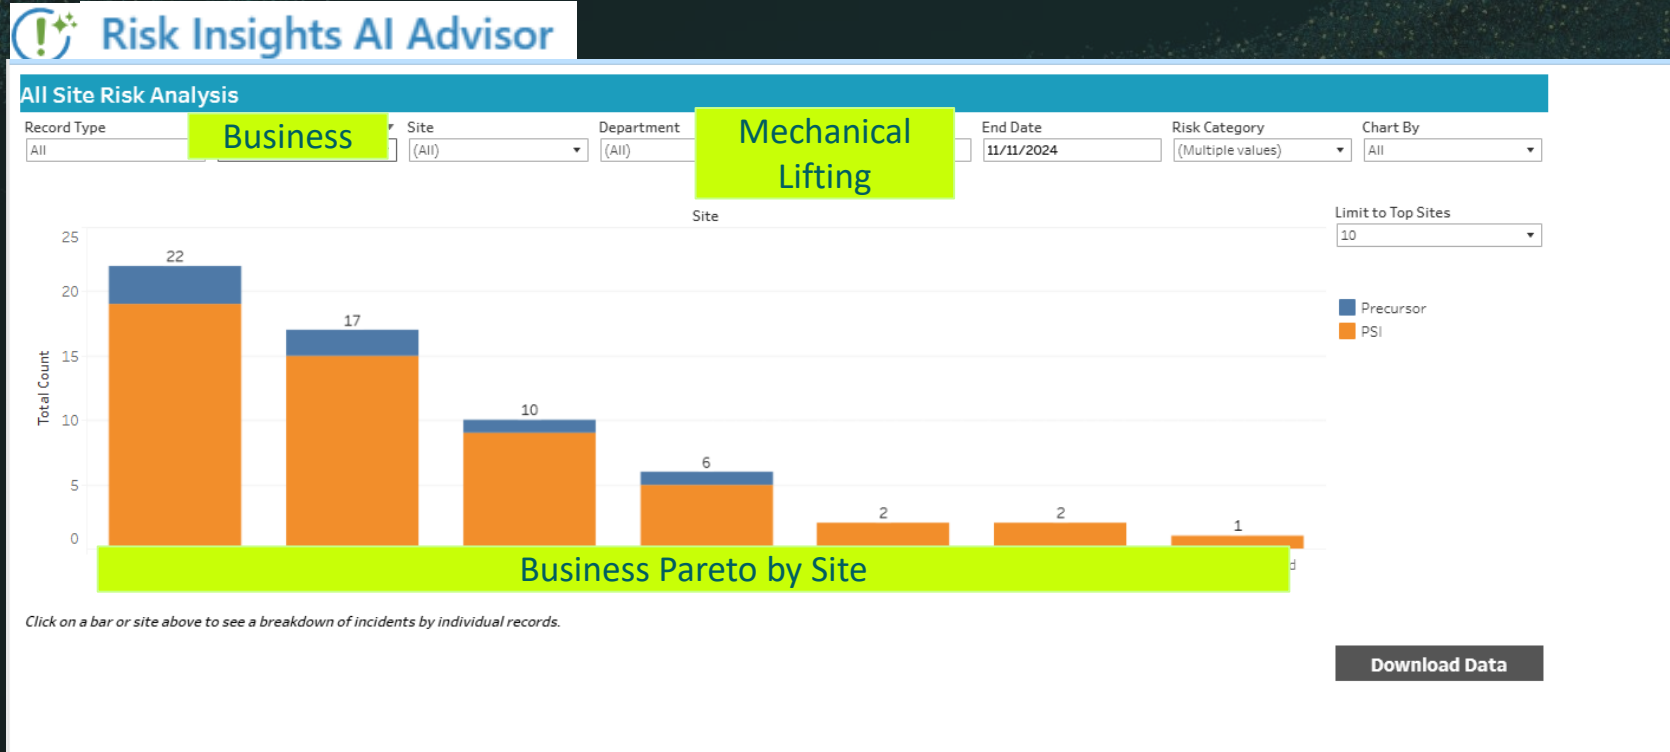 Risk Insights AI Advisor
All Site Risk Analysis
Record Type
Business
Site
Department
Mechanical
Lifting
End Date
Risk Category
Chart By
All
(All)
(All)
11/11/2024
(Multiple values)
All
Site
Limit to Top Sites
10
25
20
15
10
5
0
Total Count
22
17
10
6
2
2
1
Precursor
PSI
Business Pareto by Site
Click on a bar or site above to see a breakdown of incidents by individual records.
Download Data